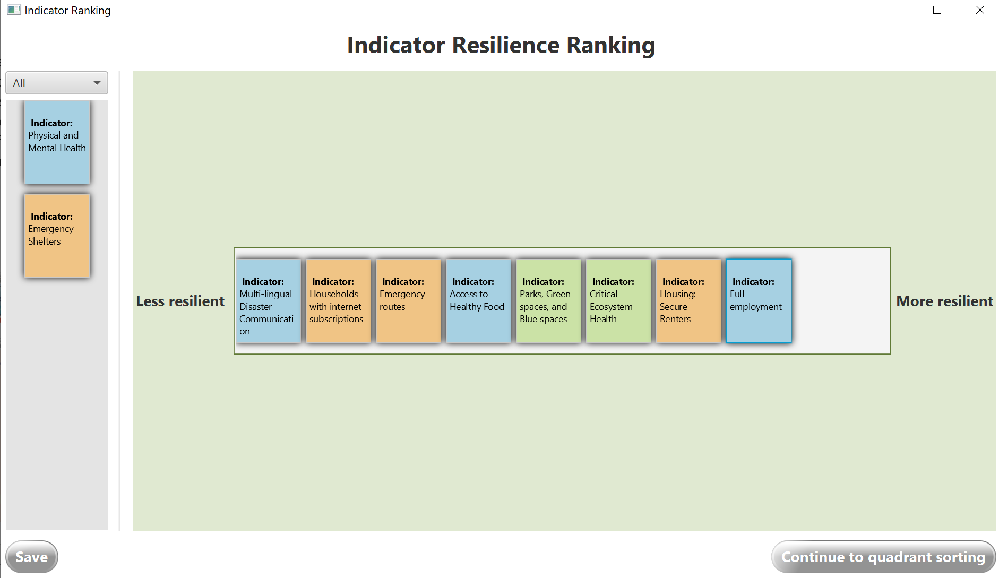 Indicator Ranking
Indicator Resilience Ranking
All
Indicator:
Physical and
Mental Health
Indicator:
Emergency
Shelters
Less resilient
Indicator:
Multi-lingual
Disaster
Communicati
on
Indicator:
Households
with internet
subscriptions
Indicator:
Emergency
routes
Indicator:
Access to
Healthy Food
Indicator:
Parks, Green
spaces, and
Blue spaces
Indicator:
Critical
Ecosystem
Health
Indicator:
Housing:
Secure
Renters
Indicator:
Full
employment
More resilient
Save
Continue to quadrant sorting